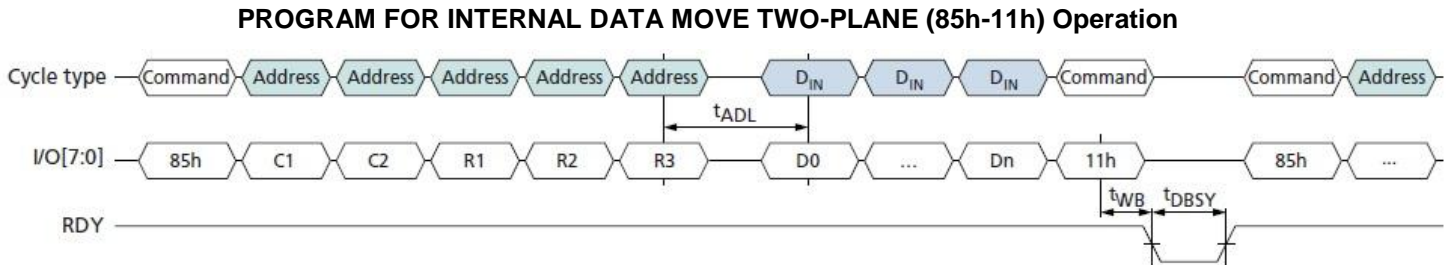 PROGRAM FOR INTERNAL DATA MOVE TWO-PLANE (85h-11h) Operation
Cycle type Command Address Address Address Address Address DIN DIN DIN Command Command Address
tADL
I/O[7:0] 85h C1 C2 R1 R2 R3 D0 ... Dn 11h 85h ...
tWB tDBSY
RDY